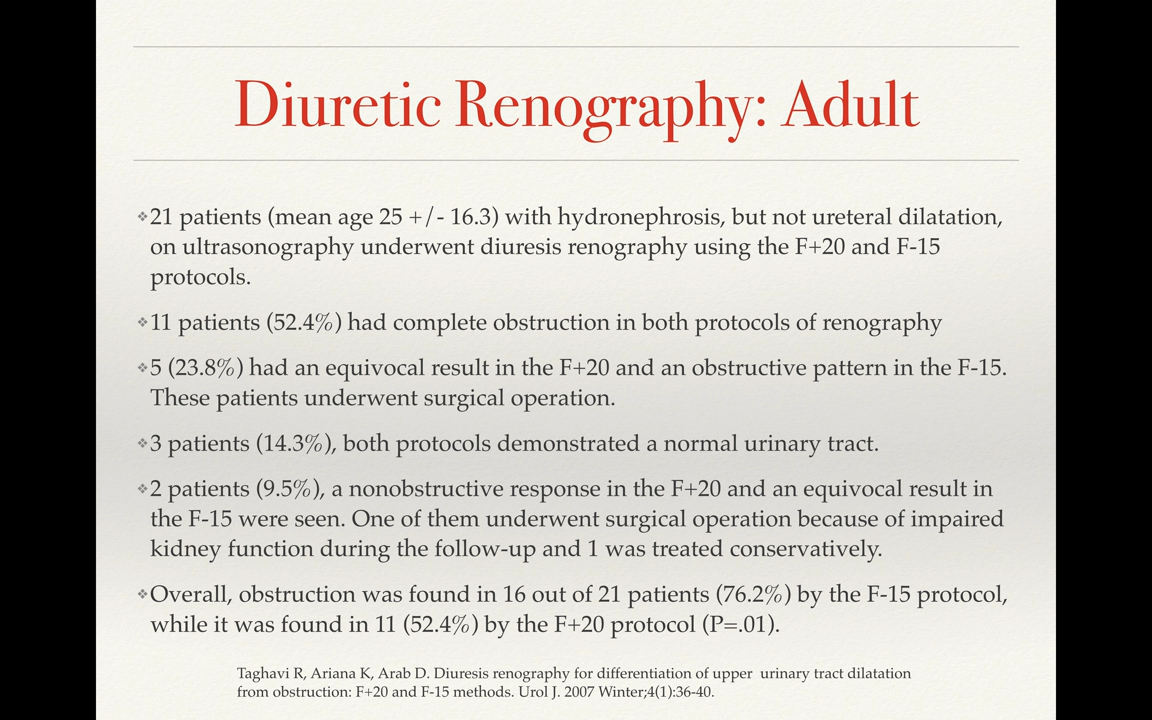 Diuretic Renography: Adult
❖21 patients (mean age 25 +/- 16.3) with hydronephrosis, but not ureteral dilatation,
on ultrasonography underwent diuresis renography using the F+20 and F-15
protocols.
❖11 patients (52.4%) had complete obstruction in both protocols of renography
❖5 (23.8%) had an equivocal result in the F+20 and an obstructive pattern in the F-15.
These patients underwent surgical operation.
❖3 patients (14.3%), both protocols demonstrated a normal urinary tract.
❖2 patients (9.5%), a nonobstructive response in the F+20 and an equivocal result in
the F-15 were seen. One of them underwent surgical operation because of impaired
kidney function during the follow-up and 1 was treated conservatively.
❖Overall, obstruction was found in 16 out of 21 patients (76.2%) by the F-15 protocol,
while it was found in 11 (52.4%) by the F+20 protocol (P=.01).
Taghavi R, Ariana K, Arab D. Diuresis renography for differentiation of upper  urinary tract dilatation
from obstruction: F+20 and F-15 methods. Urol J. 2007 Winter;4(1):36-40.